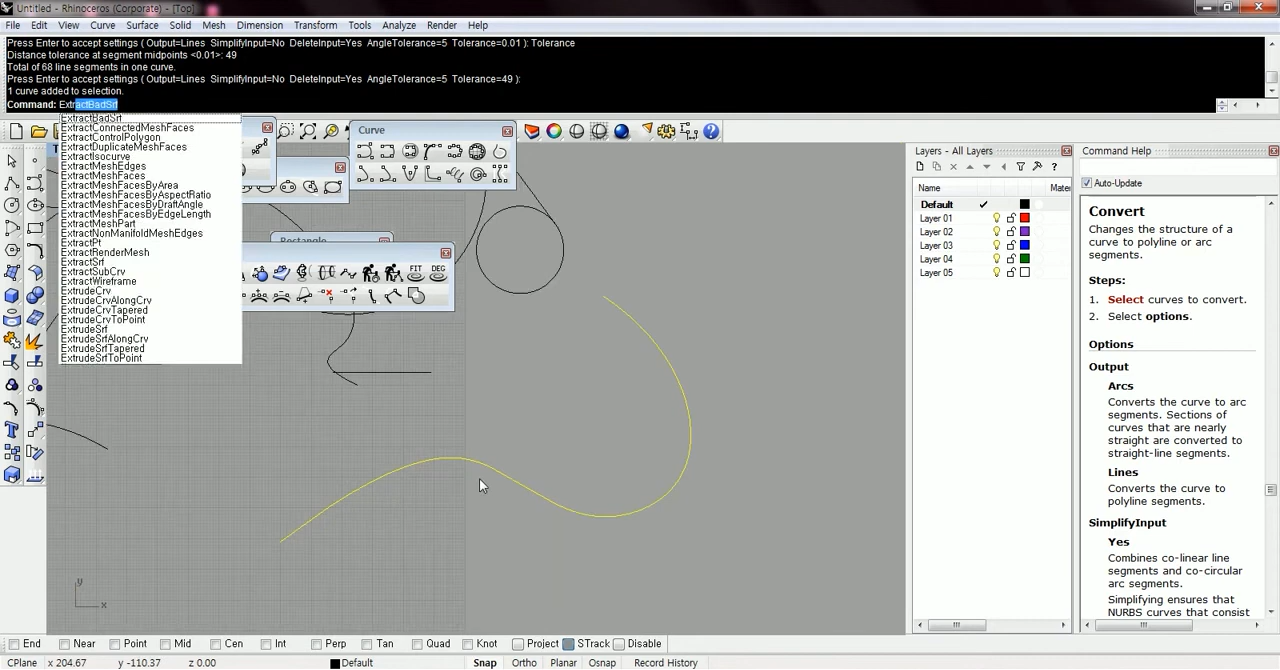 Untitled - Rhinoceros (Corporate) - [Top]
File Edit View Curve Surface Solid Mesh Dimension Transform Tools Analyze Render Help
Press Enter to accept settings ( Output=Lines SimplifyInput=No DeleteInput=Yes AngleTolerance=5 Tolerance=0.01 ): Tolerance
Distance tolerance at segment midpoints <0.01>: 49
Total of 68 line segments in one curve.
Press Enter to accept settings ( Output=Lines SimplifyInput=No DeleteInput=Yes AngleTolerance=5 Tolerance=49 ):
1 curve added to selection.
Command: ExtractBadSrf
ExtractBadSrf
ExtractConnectedMeshFaces
ExtractControlPolygon
ExtractDuplicateMeshFaces
ExtractIsocurve
ExtractMeshEdges
ExtractMeshFaces
ExtractMeshFacesByArea
ExtractMeshFacesByAspectRatio
ExtractMeshFacesByDraftAngle
ExtractMeshFacesByEdgeLength
ExtractMeshPart
ExtractNonManifoldMeshEdges
ExtractPt
ExtractRenderMesh
ExtractSrf
ExtractSubCrv
ExtractWireframe
ExtrudeCrv
ExtrudeCrvAlongCrv
ExtrudeCrvTapered
ExtrudeCrvToPoint
ExtrudeSrf
ExtrudeSrfAlongCrv
ExtrudeSrfTapered
ExtrudeSrfToPoint
Curve
Rectangle
FIT DEG
y
x
Layers - All Layers
Name Mater
Default
Layer 01
Layer 02
Layer 03
Layer 04
Layer 05
Command Help
Auto-Update
Convert
Changes the structure of a
curve to polyline or arc
segments.
Steps:
1. Select curves to convert.
2. Select options.
Options
Output
Arcs
Converts the curve to arc
segments. Sections of
curves that are nearly
straight are converted to
straight-line segments.
Lines
Converts the curve to
polyline segments.
SimplifyInput
Yes
Combines co-linear line
segments and co-circular
arc segments.
Simplifying ensures that
NURBS curves that consist
End Near Point Mid Cen Int Perp Tan Quad Knot Project STrack Disable
CPlane x 204.67 y -110.37 z 0.00 Default Snap Ortho Planar Osnap Record History